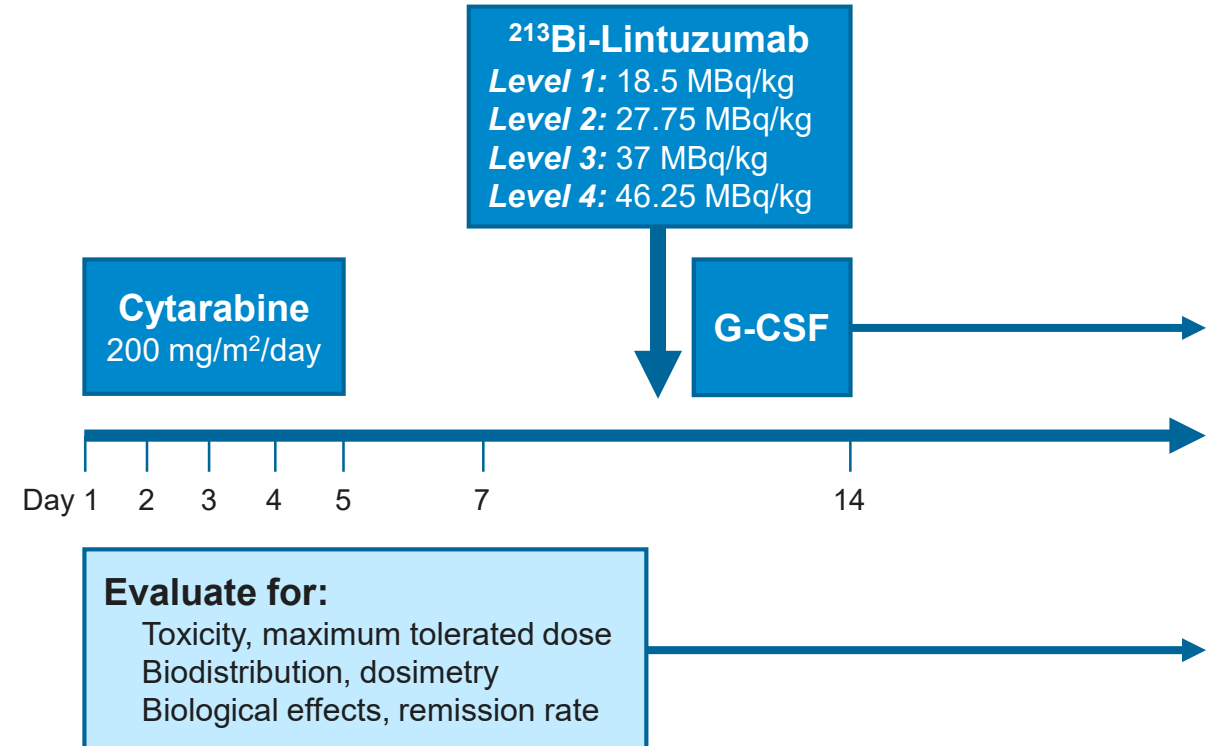 ²¹³Bi-Lintuzumab
Level 1: 18.5 MBq/kg
Level 2: 27.75 MBq/kg
Level 3: 37 MBq/kg
Level 4: 46.25 MBq/kg
Cytarabine
200 mg/m²/day
G-CSF
Day 1 2 3 4 5 7 14
Evaluate for:
Toxicity, maximum tolerated dose
Biodistribution, dosimetry
Biological effects, remission rate